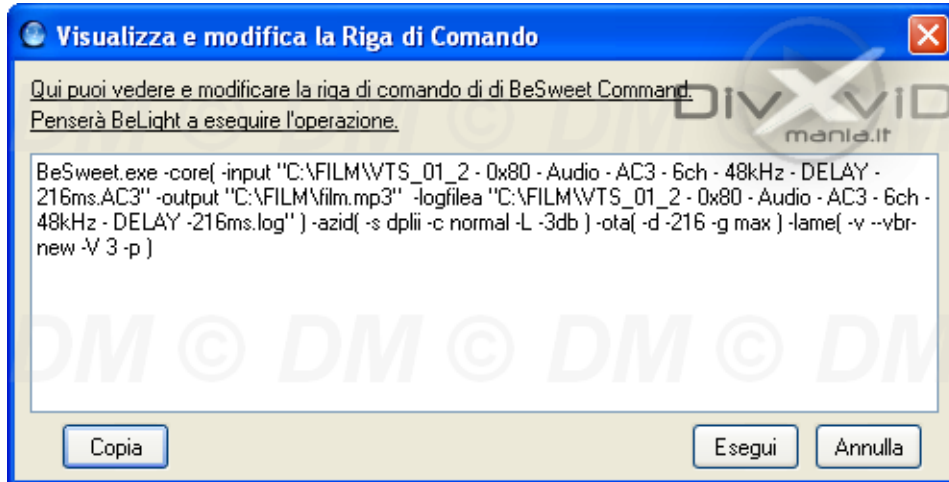 Visualizza e modifica la Riga di Comando
Qui puoi vedere e modificare la riga di comando di di BeSweet Command.
Penserà BeLight a eseguire l'operazione.
DivXviD
mania.it
BeSweet.exe -core( -input "C:\FILM\VTS_01_2 - 0x80 - Audio - AC3 - 6ch - 48kHz - DELAY -
216ms.AC3" -output "C:\FILM\film.mp3" -logfilea "C:\FILM\VTS_01_2 - 0x80 - Audio - AC3 - 6ch -
48kHz - DELAY -216ms.log" ) -azid( -s dplii -c normal -L -3db ) -ota( -d -216 -g max ) -lame( -v --vbr-
new -V 3 -p )
DM © DM © DM © DM
Copia
Esegui
Annulla